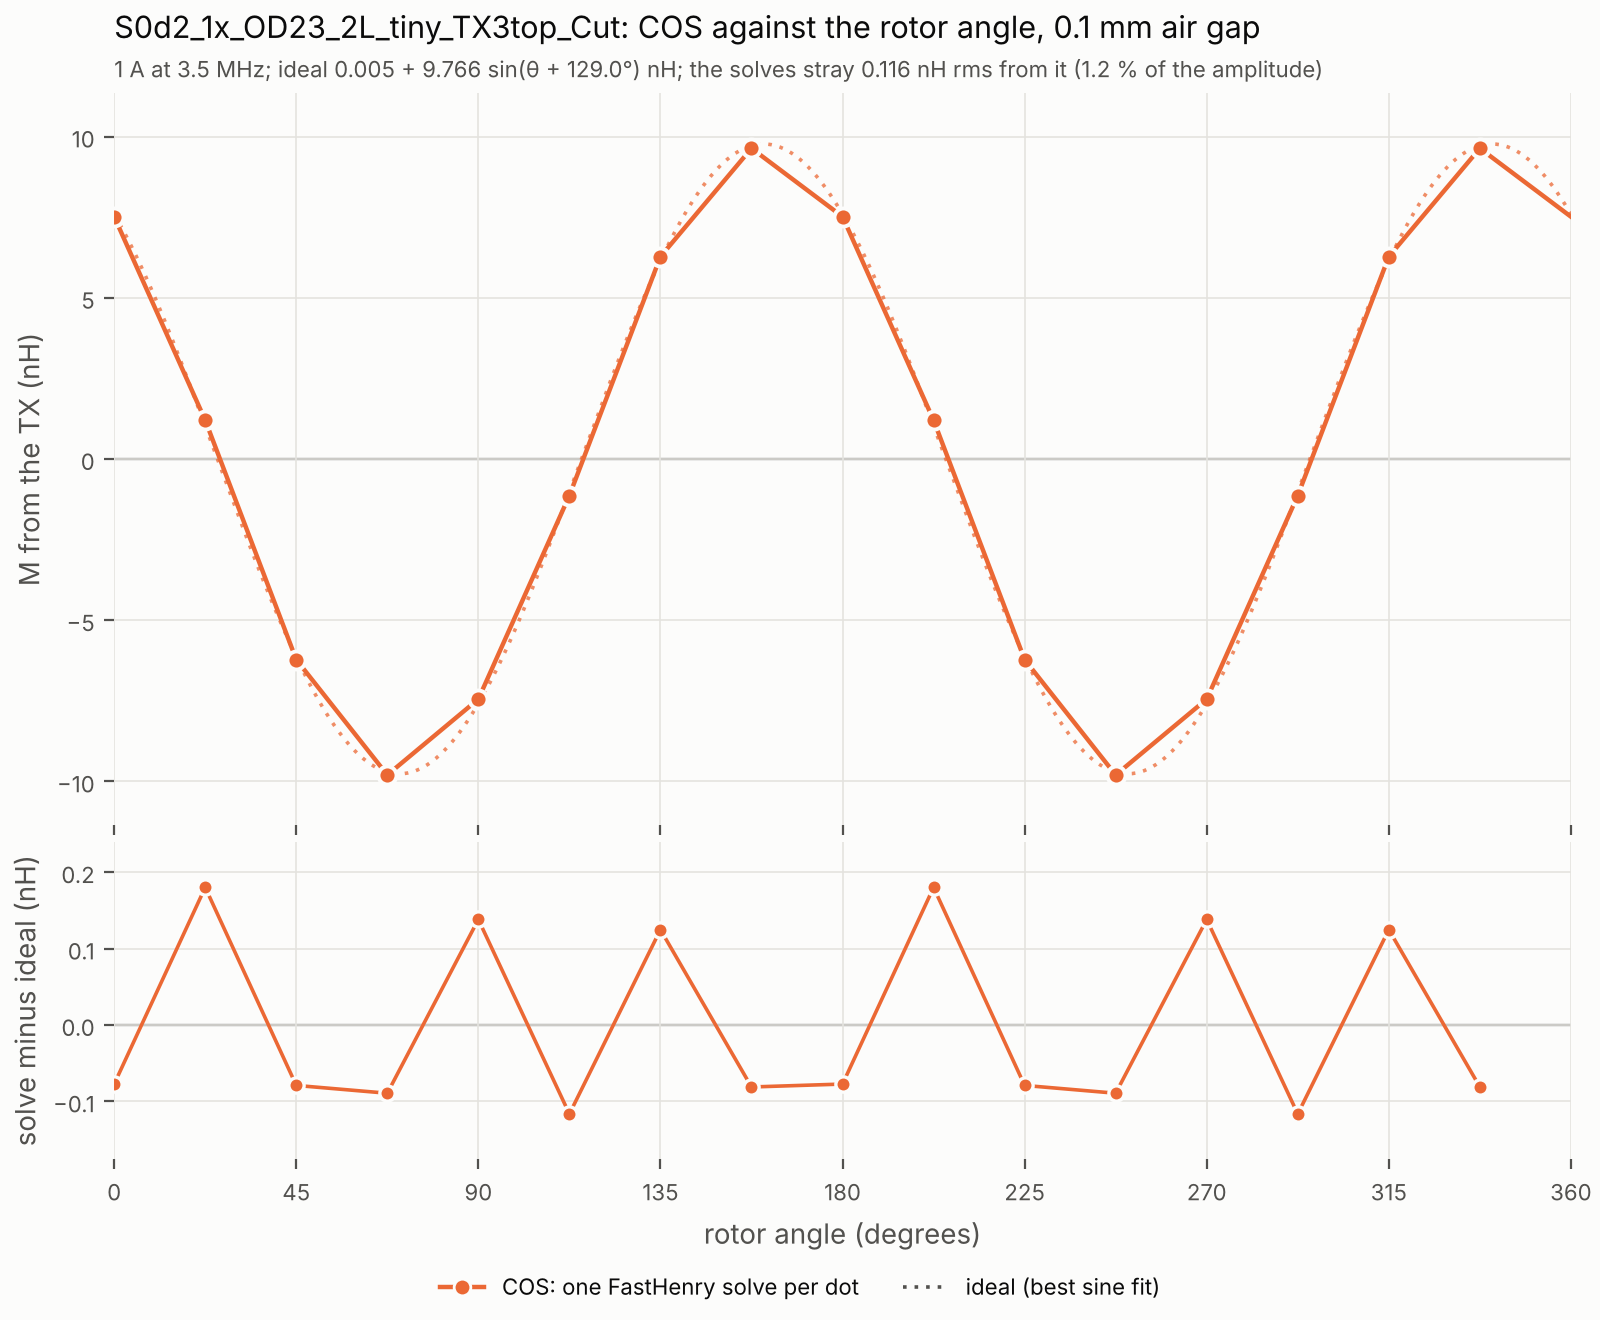 S0d2_1x_OD23_2L_tiny_TX3top_Cut: COS against the rotor angle, 0.1 mm air gap
1 A at 3.5 MHz; ideal 0.005 + 9.766 sin(θ + 129.0°) nH; the solves stray 0.116 nH rms from it (1.2 % of the amplitude)
M from the TX (nH)
10
5
0
−5
−10
solve minus ideal (nH)
0.2
0.1
0.0
−0.1
0 45 90 135 180 225 270 315 360
rotor angle (degrees)
COS: one FastHenry solve per dot ideal (best sine fit)